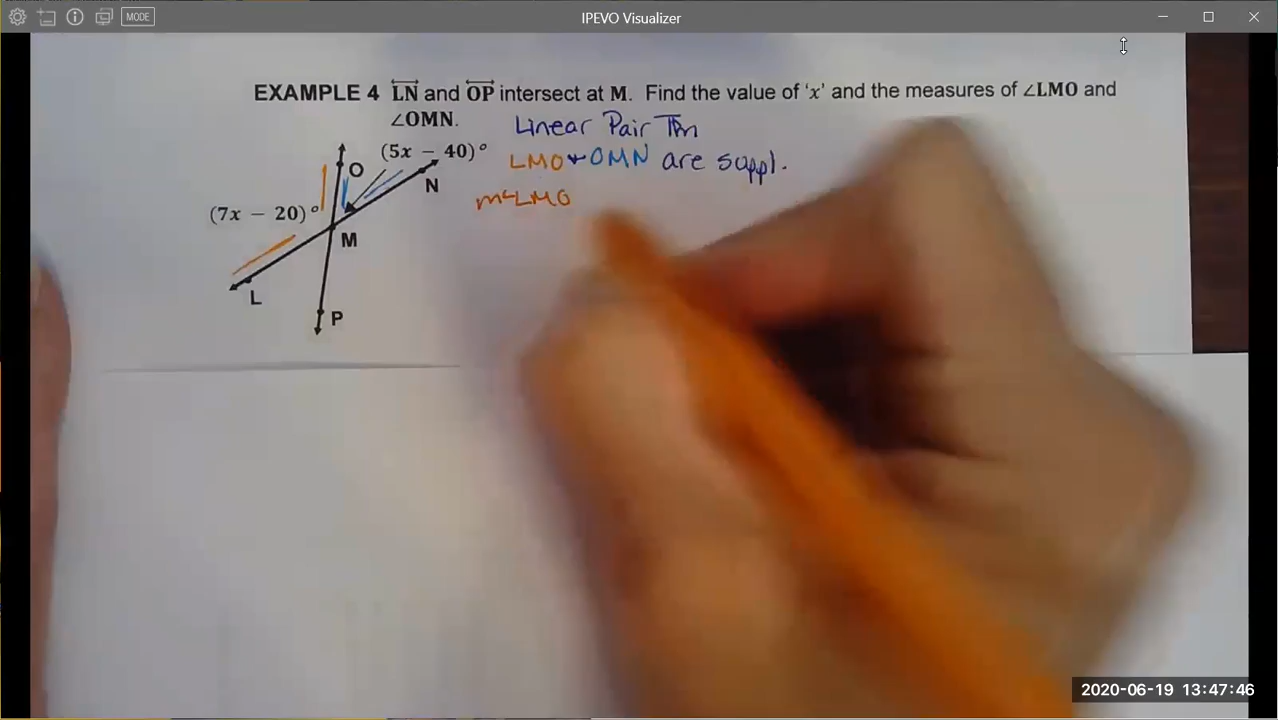 MODE
IPEVO Visualizer
EXAMPLE 4 LN and OP intersect at M. Find the value of ‘x’ and the measures of ∠LMO and
∠OMN.
Linear Pair Thm
LMO + OMN are suppl.
m∠LMO
(5x − 40)°
O
N
(7x − 20)°
M
L
P
2020-06-19 13:47:46